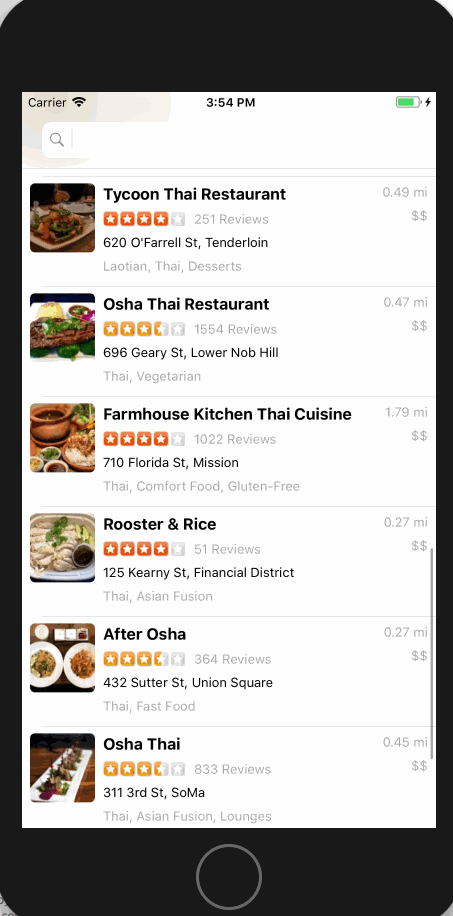 Carrier 3:54 PM
Tycoon Thai Restaurant 0.49 mi
251 Reviews $$
620 O'Farrell St, Tenderloin
Laotian, Thai, Desserts
Osha Thai Restaurant 0.47 mi
1554 Reviews $$
696 Geary St, Lower Nob Hill
Thai, Vegetarian
Farmhouse Kitchen Thai Cuisine 1.79 mi
1022 Reviews $$
710 Florida St, Mission
Thai, Comfort Food, Gluten-Free
Rooster & Rice 0.27 mi
51 Reviews $$
125 Kearny St, Financial District
Thai, Asian Fusion
After Osha 0.27 mi
364 Reviews $$
432 Sutter St, Union Square
Thai, Fast Food
Osha Thai 0.45 mi
833 Reviews $$
311 3rd St, SoMa
Thai, Asian Fusion, Lounges